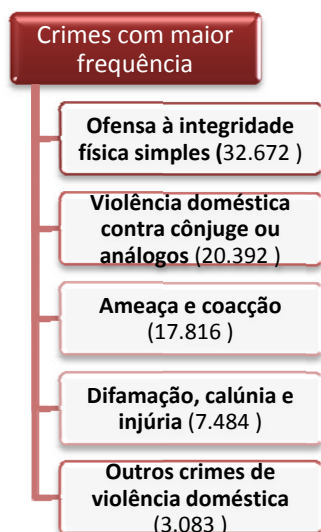 Crimes com maior
frequência
Ofensa à integridade
física simples (32.672 )
Violência doméstica
contra cônjuge ou
análogos (20.392 )
Ameaça e coacção
(17.816 )
Difamação, calúnia e
injúria (7.484 )
Outros crimes de
violência doméstica
(3.083 )